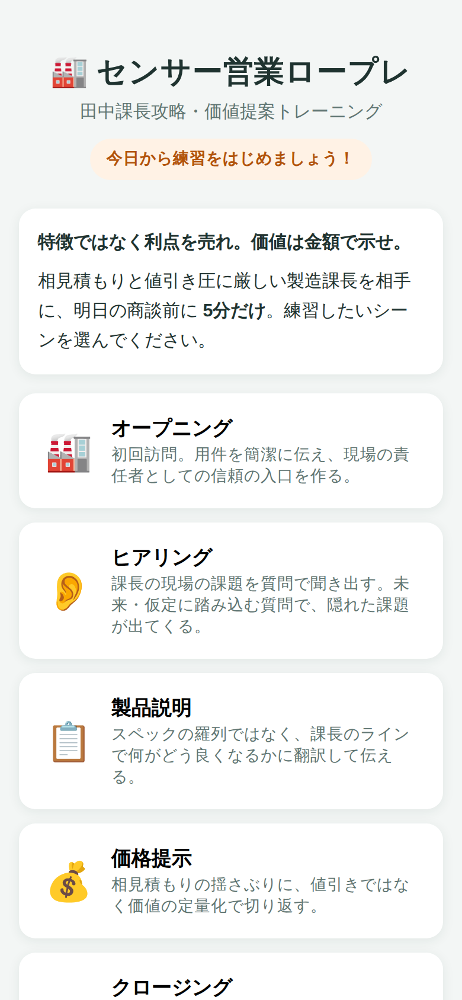 センサー営業ロープレ
田中課長攻略・価値提案トレーニング
今日から練習をはじめましょう！
特徴ではなく利点を売れ。価値は金額で示せ。
相見積もりと値引き圧に厳しい製造課長を相手
に、明日の商談前に 5分だけ。練習したいシー
ンを選んでください。
オープニング
初回訪問。用件を簡潔に伝え、現場の責
任者としての信頼の入口を作る。
ヒアリング
課長の現場の課題を質問で聞き出す。未
来・仮定に踏み込む質問で、隠れた課題
が出てくる。
製品説明
スペックの羅列ではなく、課長のライン
で何がどう良くなるかに翻訳して伝え
る。
価格提示
相見積もりの揺さぶりに、値引きではな
く価値の定量化で切り返す。
クロージング